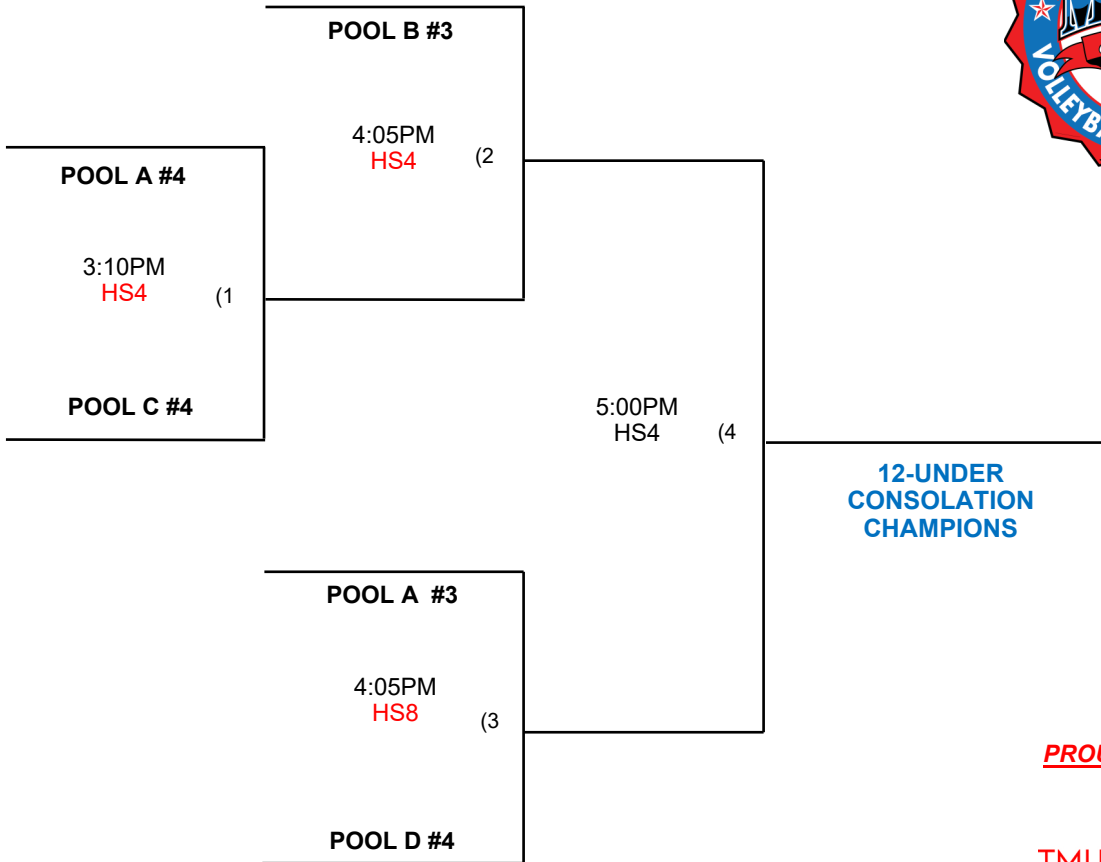 POOL B #3
4:05PM
HS4 (2
POOL A #4
3:10PM
HS4 (1
POOL C #4
5:00PM
HS4 (4
12-UNDER
CONSOLATION
CHAMPIONS
POOL A #3
4:05PM
HS8 (3
POOL D #4